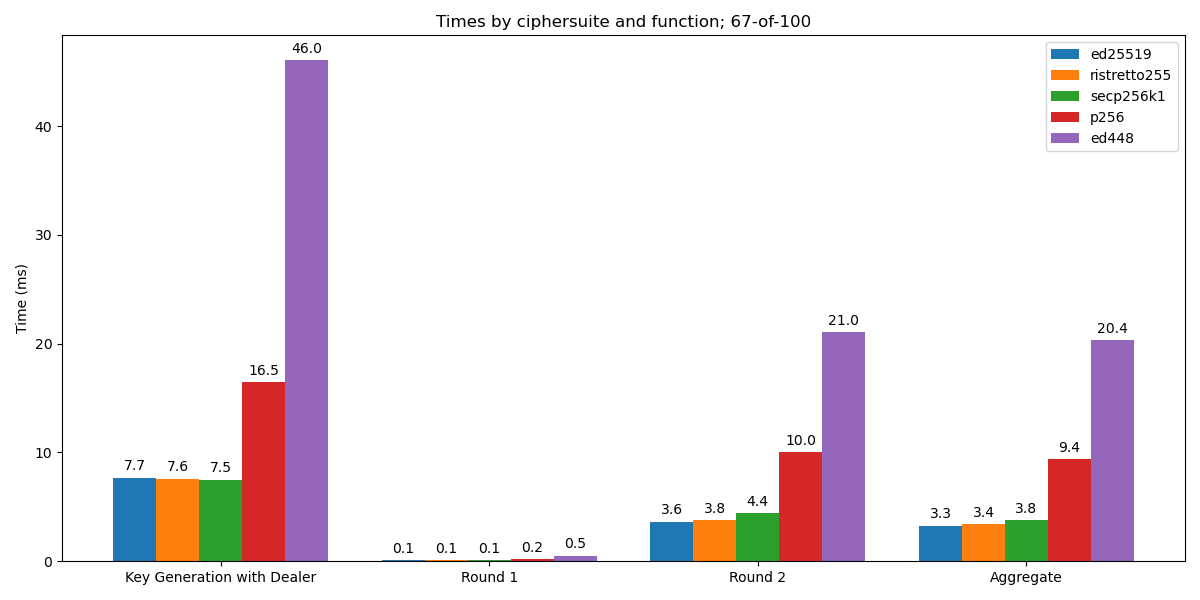 Times by ciphersuite and function; 67-of-100
ed25519
ristretto255
secp256k1
p256
ed448
Time (ms)
40
30
20
10
0
7.7
7.6
7.5
16.5
46.0
0.1
0.1
0.1
0.2
0.5
3.6
3.8
4.4
10.0
21.0
3.3
3.4
3.8
9.4
20.4
Key Generation with Dealer
Round 1
Round 2
Aggregate